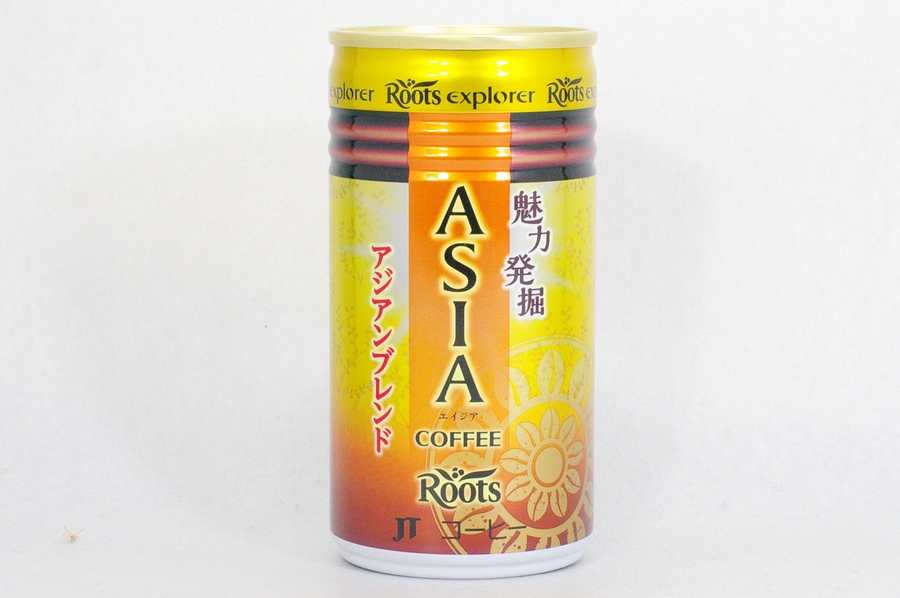 explorer Roots explorer Roots ex
ASIA
エイジア
COFFEE
Roots
JT コーヒー
魅力発掘
アジアンブレンド